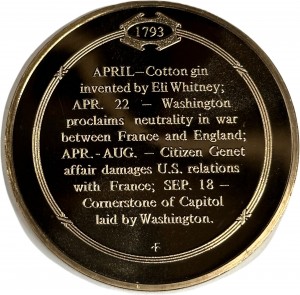 1793
APRIL—Cotton gin
invented by Eli Whitney;
APR. 22 — Washington
proclaims neutrality in war
between France and England;
APR.-AUG. — Citizen Genet
affair damages U.S. relations
with France; SEP. 18 —
Cornerstone of Capitol
laid by Washington.